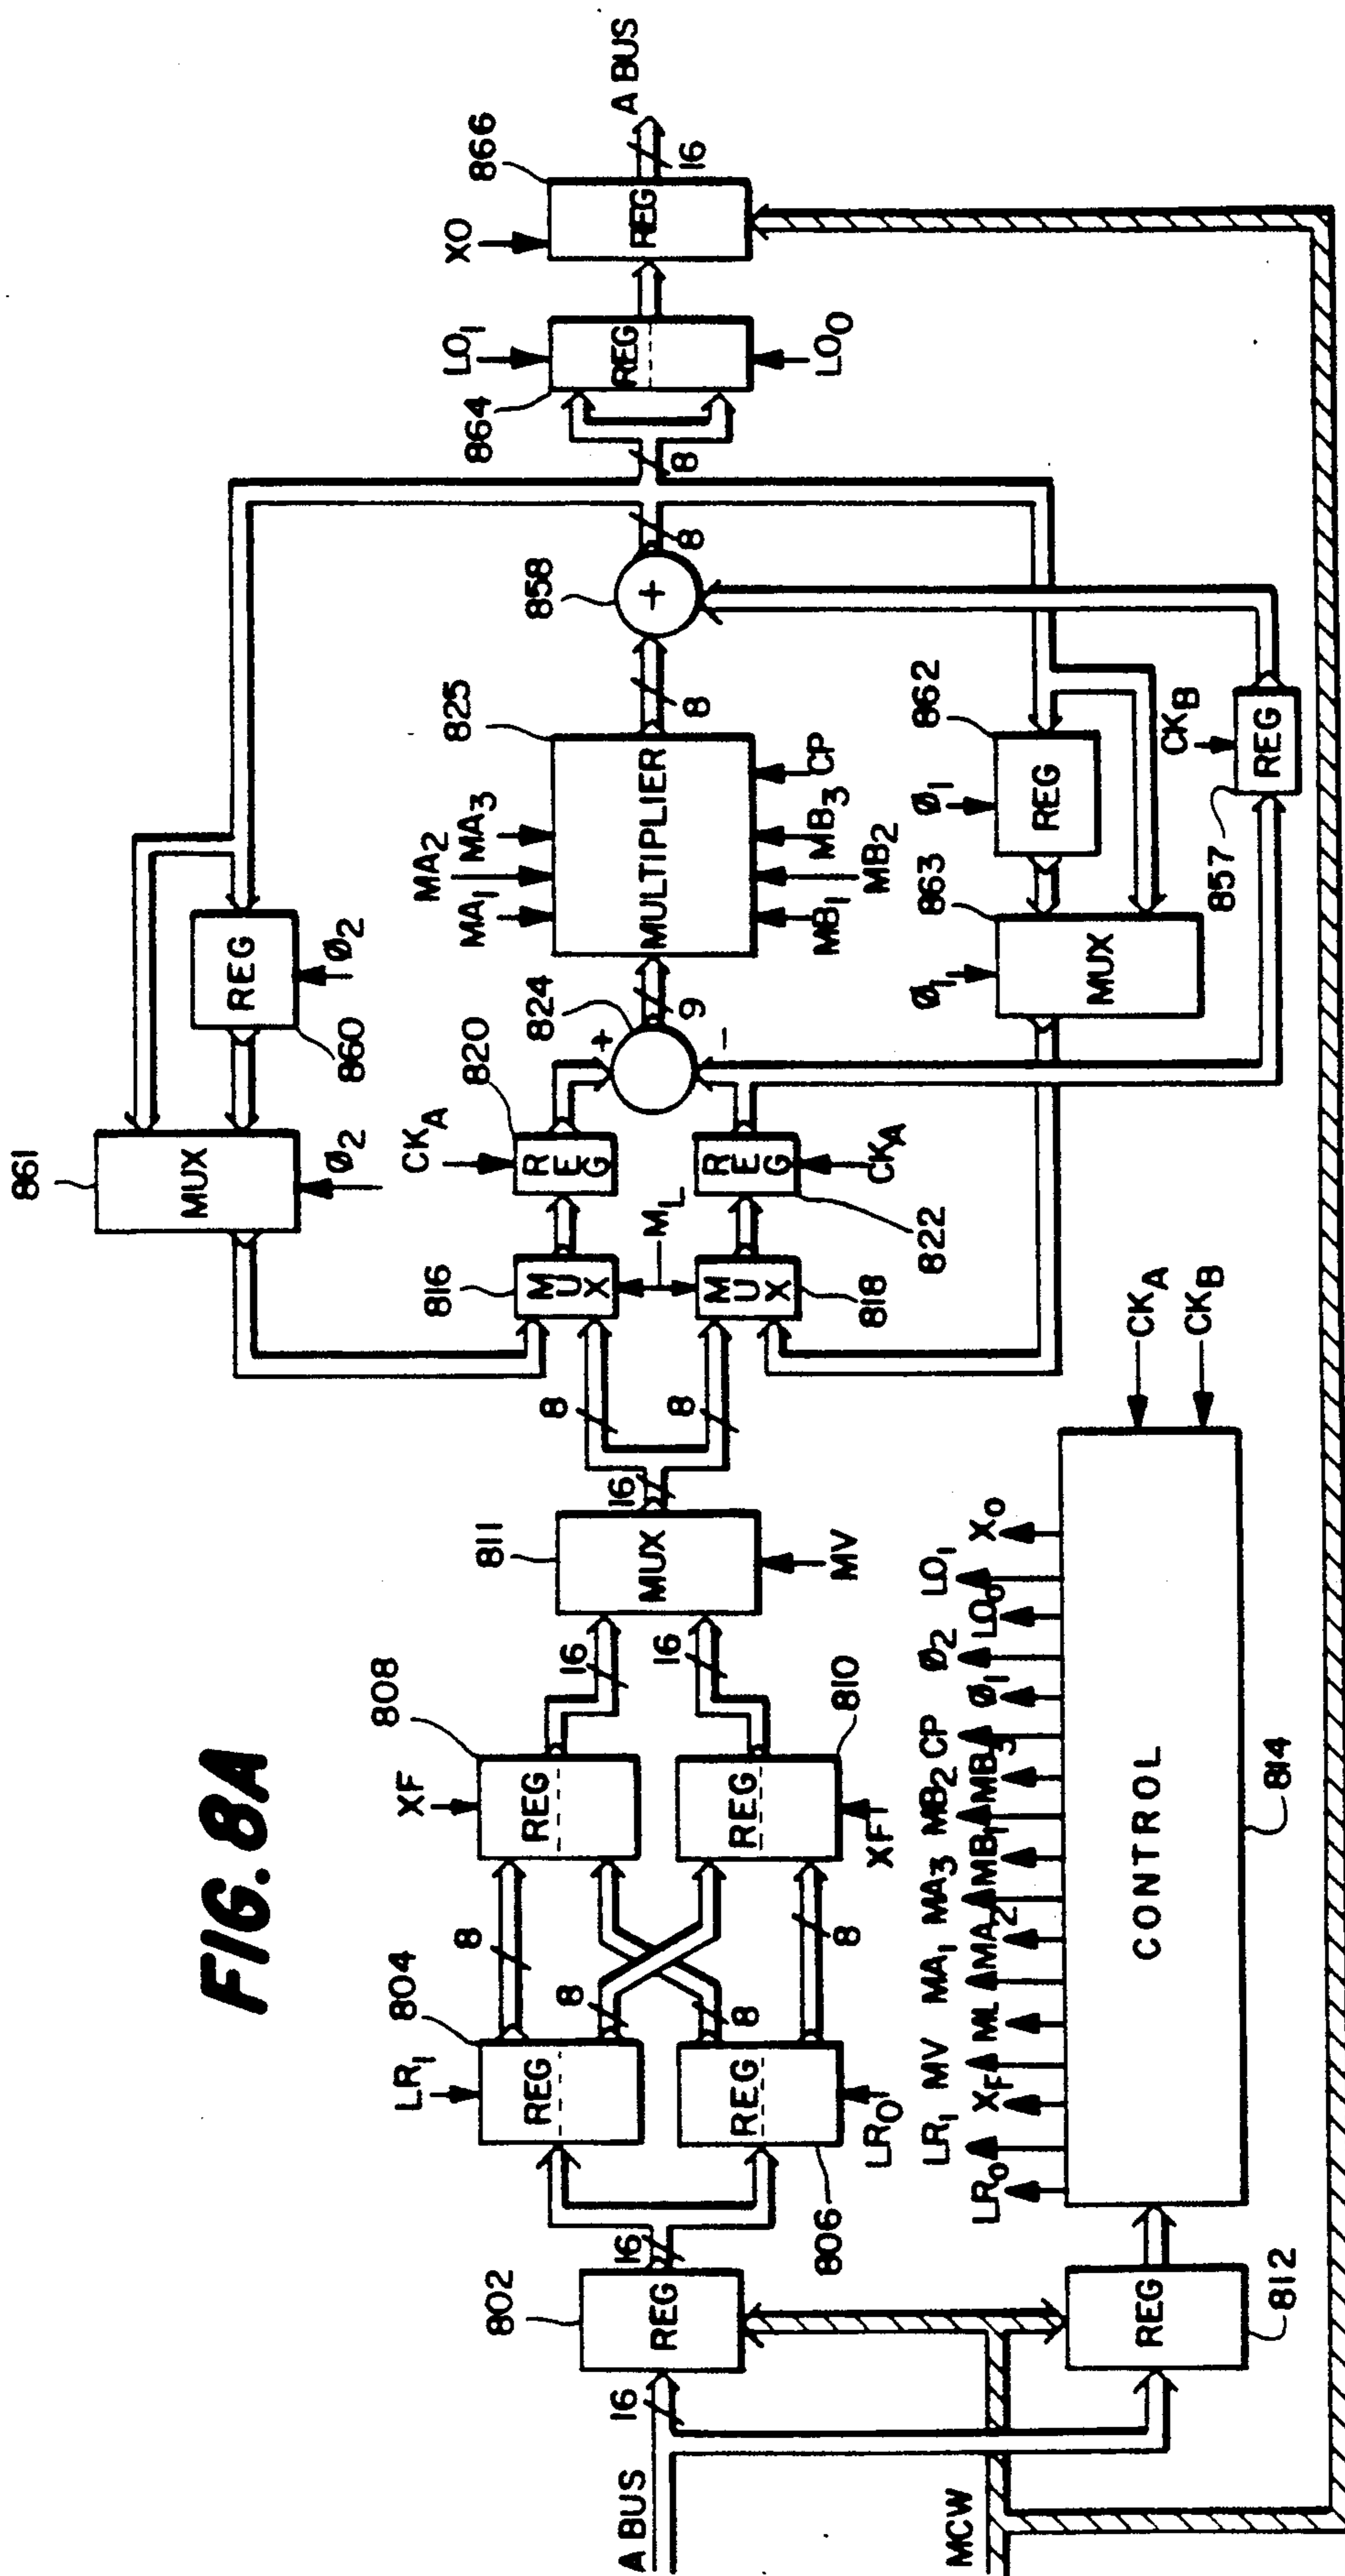 FIG. 8A
A BUS
16
802
REG
16
MCW
REG
812
LR1
804
REG
8
8
REG
806
LR0
8
8
XF
808
REG
16
REG
810
XF
16
811
MUX
MV
16
8
8
861
MUX
Ø2
REG
860
Ø2
816
MUX
ML
MUX
818
CKA
820
REG
REG
822
CKA
824
+
−
9
825
MULTIPLIER
MA1
MA2
MA3
MB1
MB2
MB3
CP
8
858
+
8
8
863
MUX
Ø1
862
REG
Ø1
857
REG
CKB
864
REG
LO1
LO0
866
REG
XO
16
A BUS
LR0
LR1
XF
MV
ML
MA1
MA2
MA3
MB1
MB2
MB3
CP
Ø1
Ø2
LO0
LO1
XO
CONTROL
814
CKA
CKB